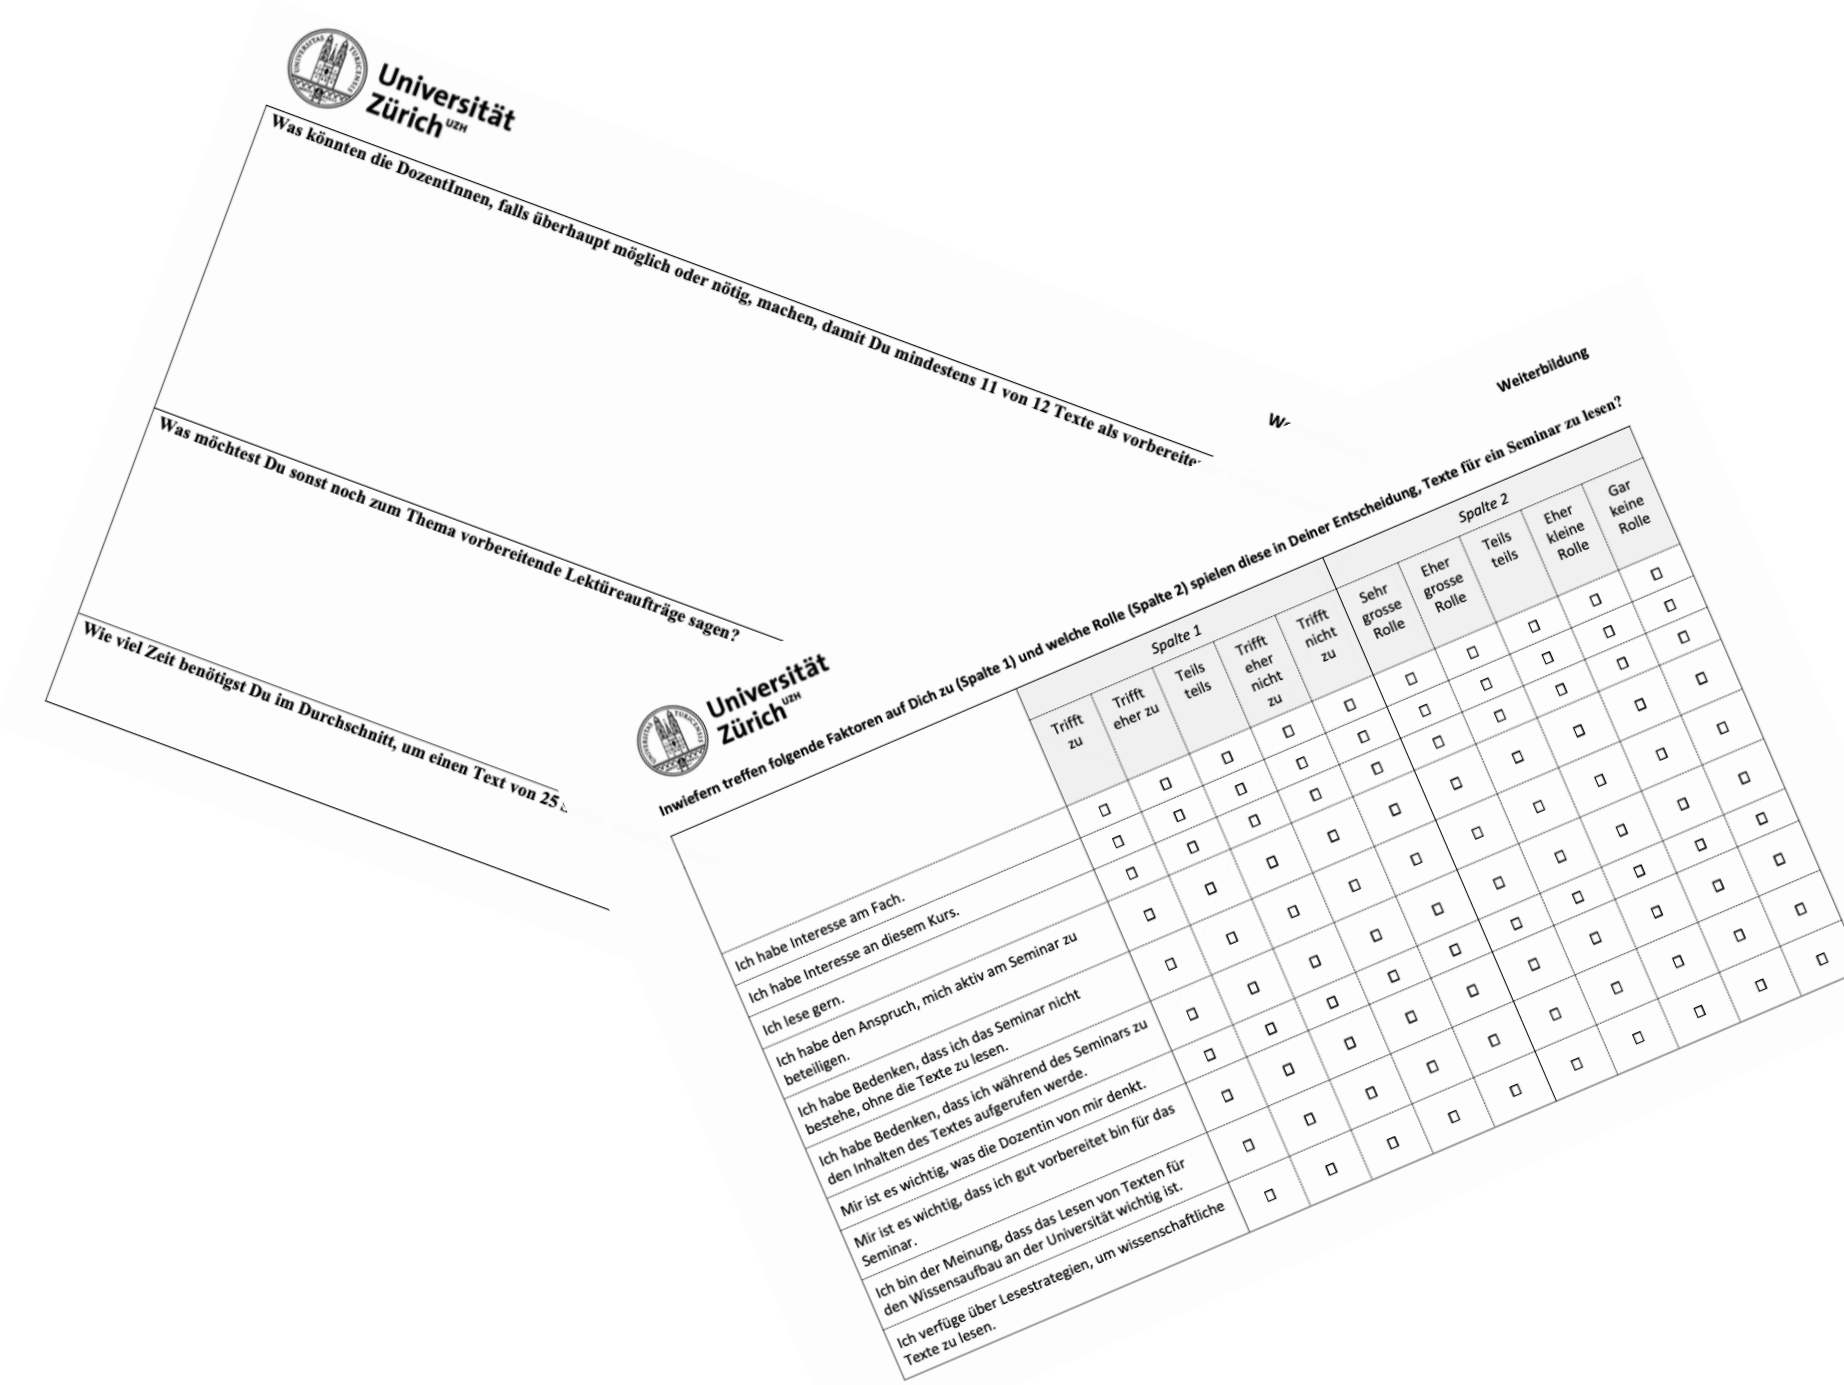 UNIVERSITAS TURICENSIS
Universität
Zürich UZH
Was könnten die DozentInnen, falls überhaupt möglich oder nötig, machen, damit Du mindestens 11 von 12 Texte als
Was möchtest Du sonst noch zum Thema vorbereitende Lektüreaufträge sagen?
Wie viel Zeit benötigst Du im Durchschnitt, um einen Text von 25
Weiterbildung
Universität
Zürich UZH
Inwiefern treffen folgende Faktoren auf Dich zu (Spalte 1) und welche Rolle (Spalte 2) spielen diese in Deiner Entscheidung, Texte für ein Seminar zu lesen?
Spalte 1
Spalte 2
Trifft
zu
Trifft
eher zu
Teils
teils
Trifft
eher
nicht
zu
Trifft
nicht
zu
Sehr
grosse
Rolle
Eher
grosse
Rolle
Teils
teils
Eher
kleine
Rolle
Gar
keine
Rolle
Ich habe Interesse am Fach.
Ich habe Interesse an diesem Kurs.
Ich lese gern.
Ich habe den Anspruch, mich aktiv am Seminar zu
beteiligen.
Ich habe Bedenken, dass ich das Seminar nicht
bestehe, ohne die Texte zu lesen.
Ich habe Bedenken, dass ich während des Seminars zu
den Inhalten des Textes aufgerufen werde.
Mir ist es wichtig, was die Dozentin von mir denkt.
Mir ist es wichtig, dass ich gut vorbereitet bin für das
Seminar.
Ich bin der Meinung, dass das Lesen von Texten für
den Wissensaufbau an der Universität wichtig ist.
Ich verfüge über Lesestrategien, um wissenschaftliche
Texte zu lesen.